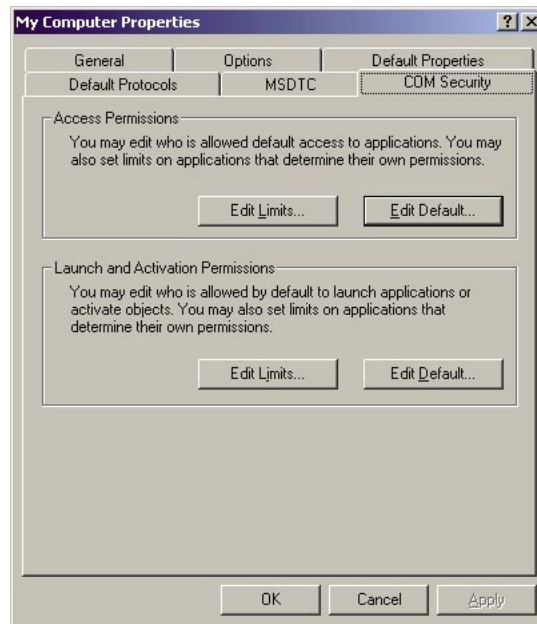 My Computer Properties
General Options Default Properties
Default Protocols MSDTC COM Security
Access Permissions
You may edit who is allowed default access to applications. You may
also set limits on applications that determine their own permissions.
Edit Limits... Edit Default...
Launch and Activation Permissions
You may edit who is allowed by default to launch applications or
activate objects. You may also set limits on applications that
determine their own permissions.
Edit Limits... Edit Default...
OK Cancel Apply